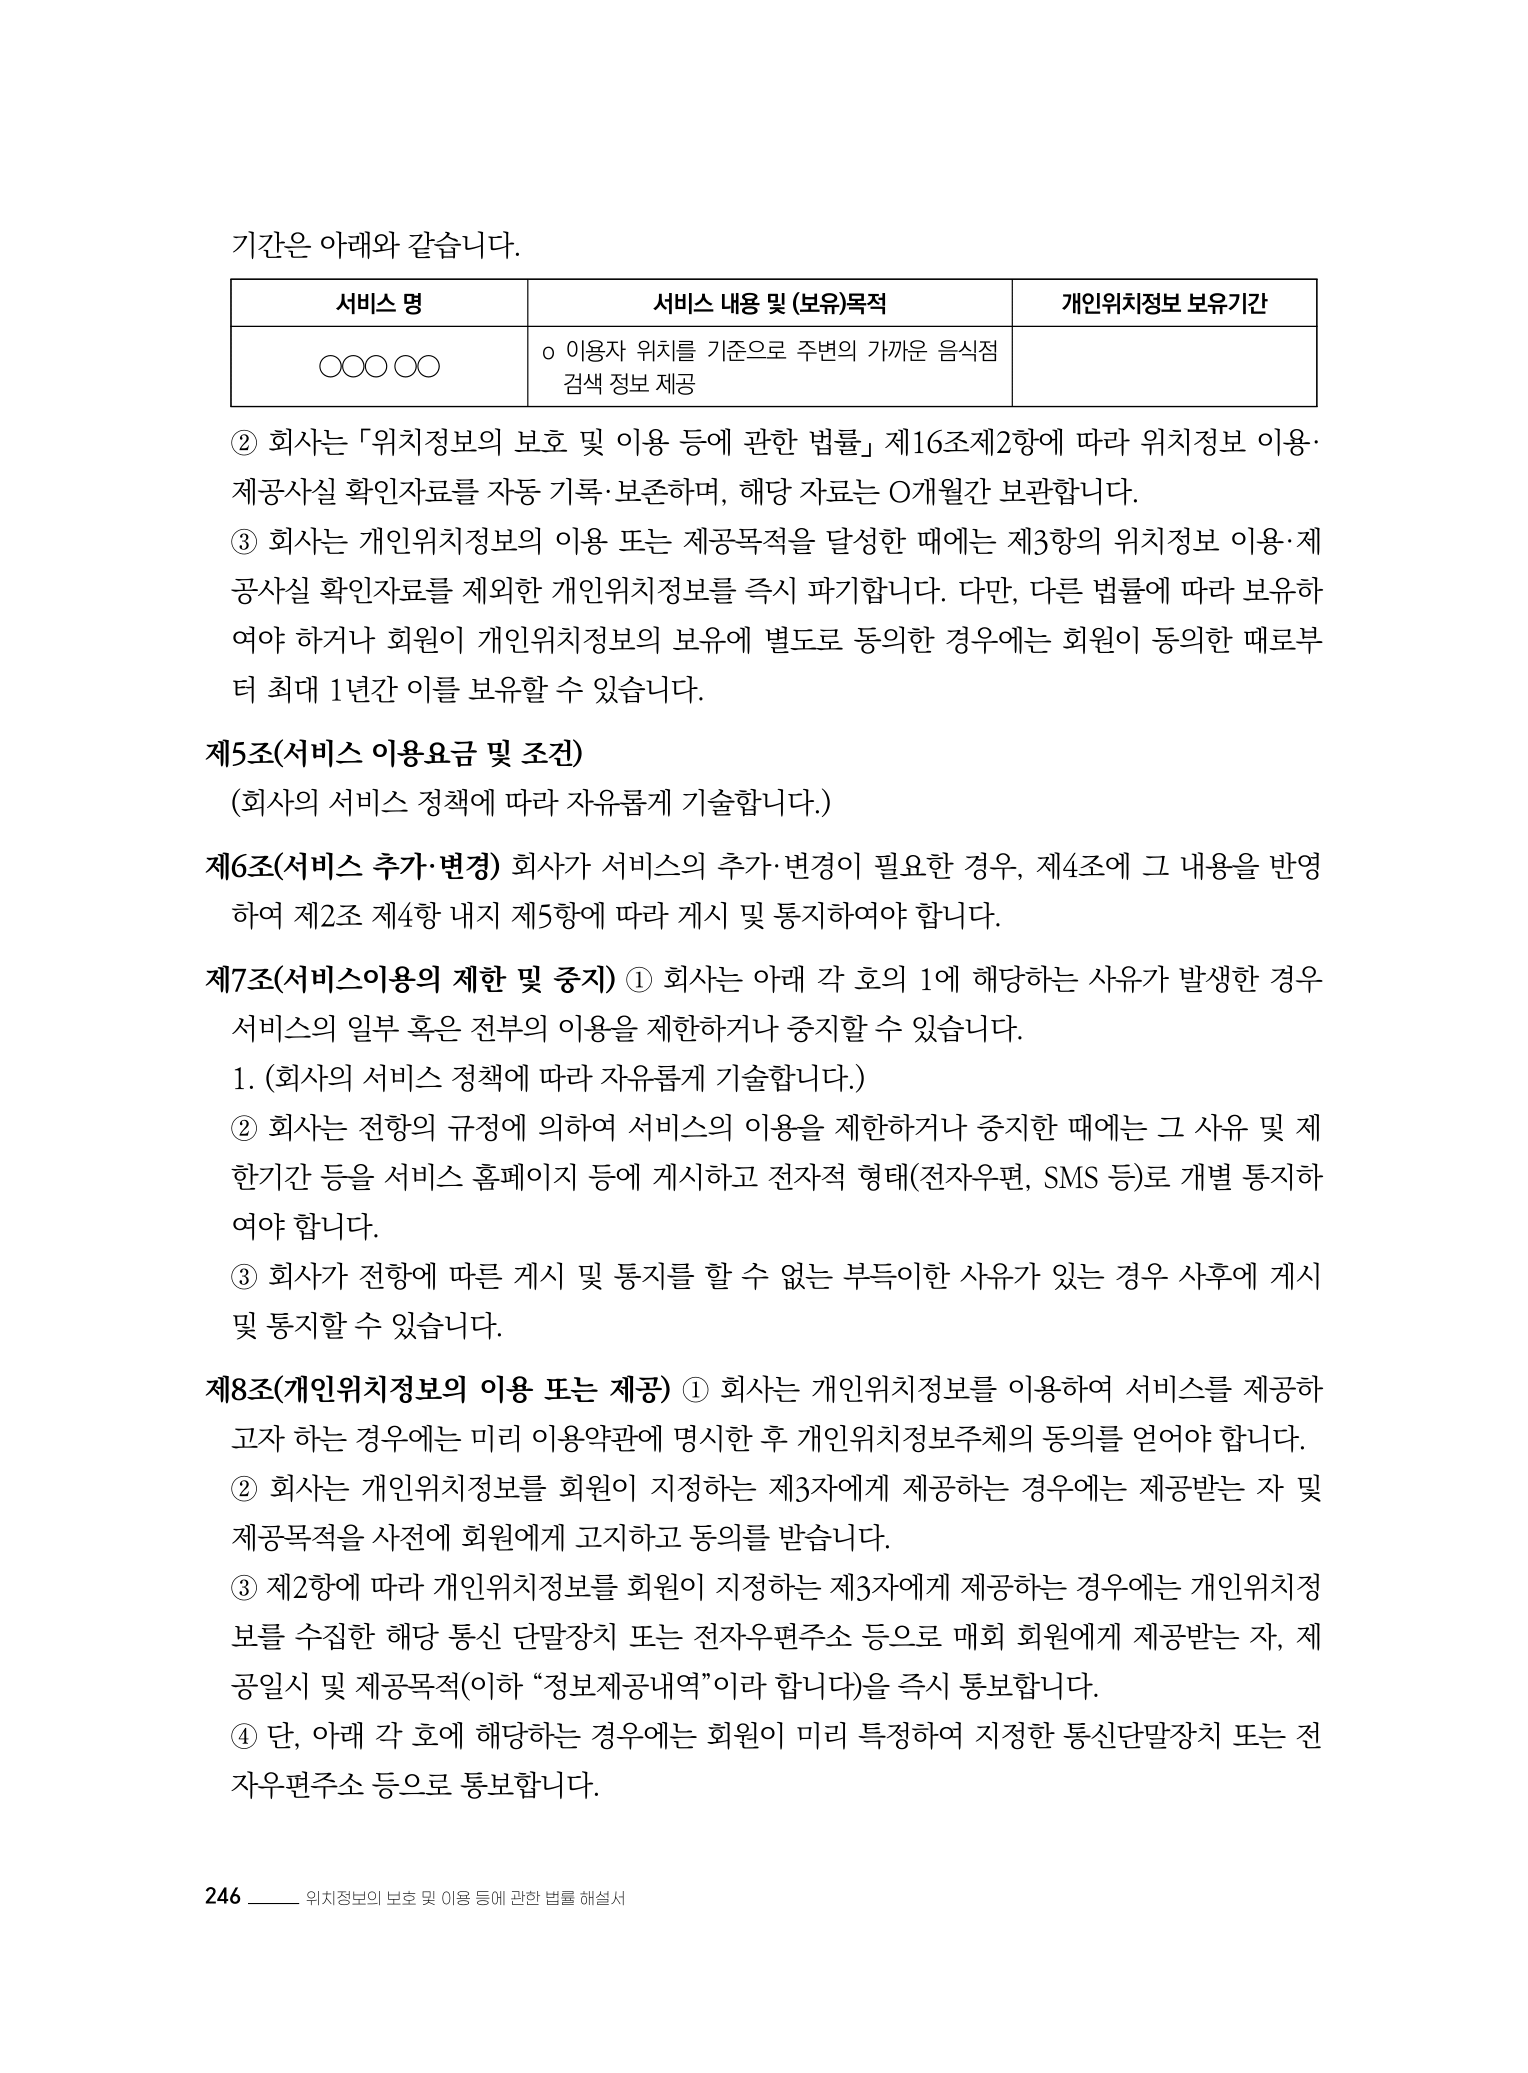 기간은 아래와 같습니다.
서비스 명 서비스 내용 및 (보유)목적 개인위치정보 보유기간
○○○ ○○ o 이용자 위치를 기준으로 주변의 가까운 음식점
검색 정보 제공
② 회사는 「위치정보의 보호 및 이용 등에 관한 법률」 제16조제2항에 따라 위치정보 이용·
제공사실 확인자료를 자동 기록·보존하며, 해당 자료는 O개월간 보관합니다.
③ 회사는 개인위치정보의 이용 또는 제공목적을 달성한 때에는 제3항의 위치정보 이용·제
공사실 확인자료를 제외한 개인위치정보를 즉시 파기합니다. 다만, 다른 법률에 따라 보유하
여야 하거나 회원이 개인위치정보의 보유에 별도로 동의한 경우에는 회원이 동의한 때로부
터 최대 1년간 이를 보유할 수 있습니다.
제5조(서비스 이용요금 및 조건)
(회사의 서비스 정책에 따라 자유롭게 기술합니다.)
제6조(서비스 추가·변경) 회사가 서비스의 추가·변경이 필요한 경우, 제4조에 그 내용을 반영
하여 제2조 제4항 내지 제5항에 따라 게시 및 통지하여야 합니다.
제7조(서비스이용의 제한 및 중지) ① 회사는 아래 각 호의 1에 해당하는 사유가 발생한 경우
서비스의 일부 혹은 전부의 이용을 제한하거나 중지할 수 있습니다.
1. (회사의 서비스 정책에 따라 자유롭게 기술합니다.)
② 회사는 전항의 규정에 의하여 서비스의 이용을 제한하거나 중지한 때에는 그 사유 및 제
한기간 등을 서비스 홈페이지 등에 게시하고 전자적 형태(전자우편, SMS 등)로 개별 통지하
여야 합니다.
③ 회사가 전항에 따른 게시 및 통지를 할 수 없는 부득이한 사유가 있는 경우 사후에 게시
및 통지할 수 있습니다.
제8조(개인위치정보의 이용 또는 제공) ① 회사는 개인위치정보를 이용하여 서비스를 제공하
고자 하는 경우에는 미리 이용약관에 명시한 후 개인위치정보주체의 동의를 얻어야 합니다.
② 회사는 개인위치정보를 회원이 지정하는 제3자에게 제공하는 경우에는 제공받는 자 및
제공목적을 사전에 회원에게 고지하고 동의를 받습니다.
③ 제2항에 따라 개인위치정보를 회원이 지정하는 제3자에게 제공하는 경우에는 개인위치정
보를 수집한 해당 통신 단말장치 또는 전자우편주소 등으로 매회 회원에게 제공받는 자, 제
공일시 및 제공목적(이하 “정보제공내역”이라 합니다)을 즉시 통보합니다.
④ 단, 아래 각 호에 해당하는 경우에는 회원이 미리 특정하여 지정한 통신단말장치 또는 전
자우편주소 등으로 통보합니다.
246 위치정보의 보호 및 이용 등에 관한 법률 해설서